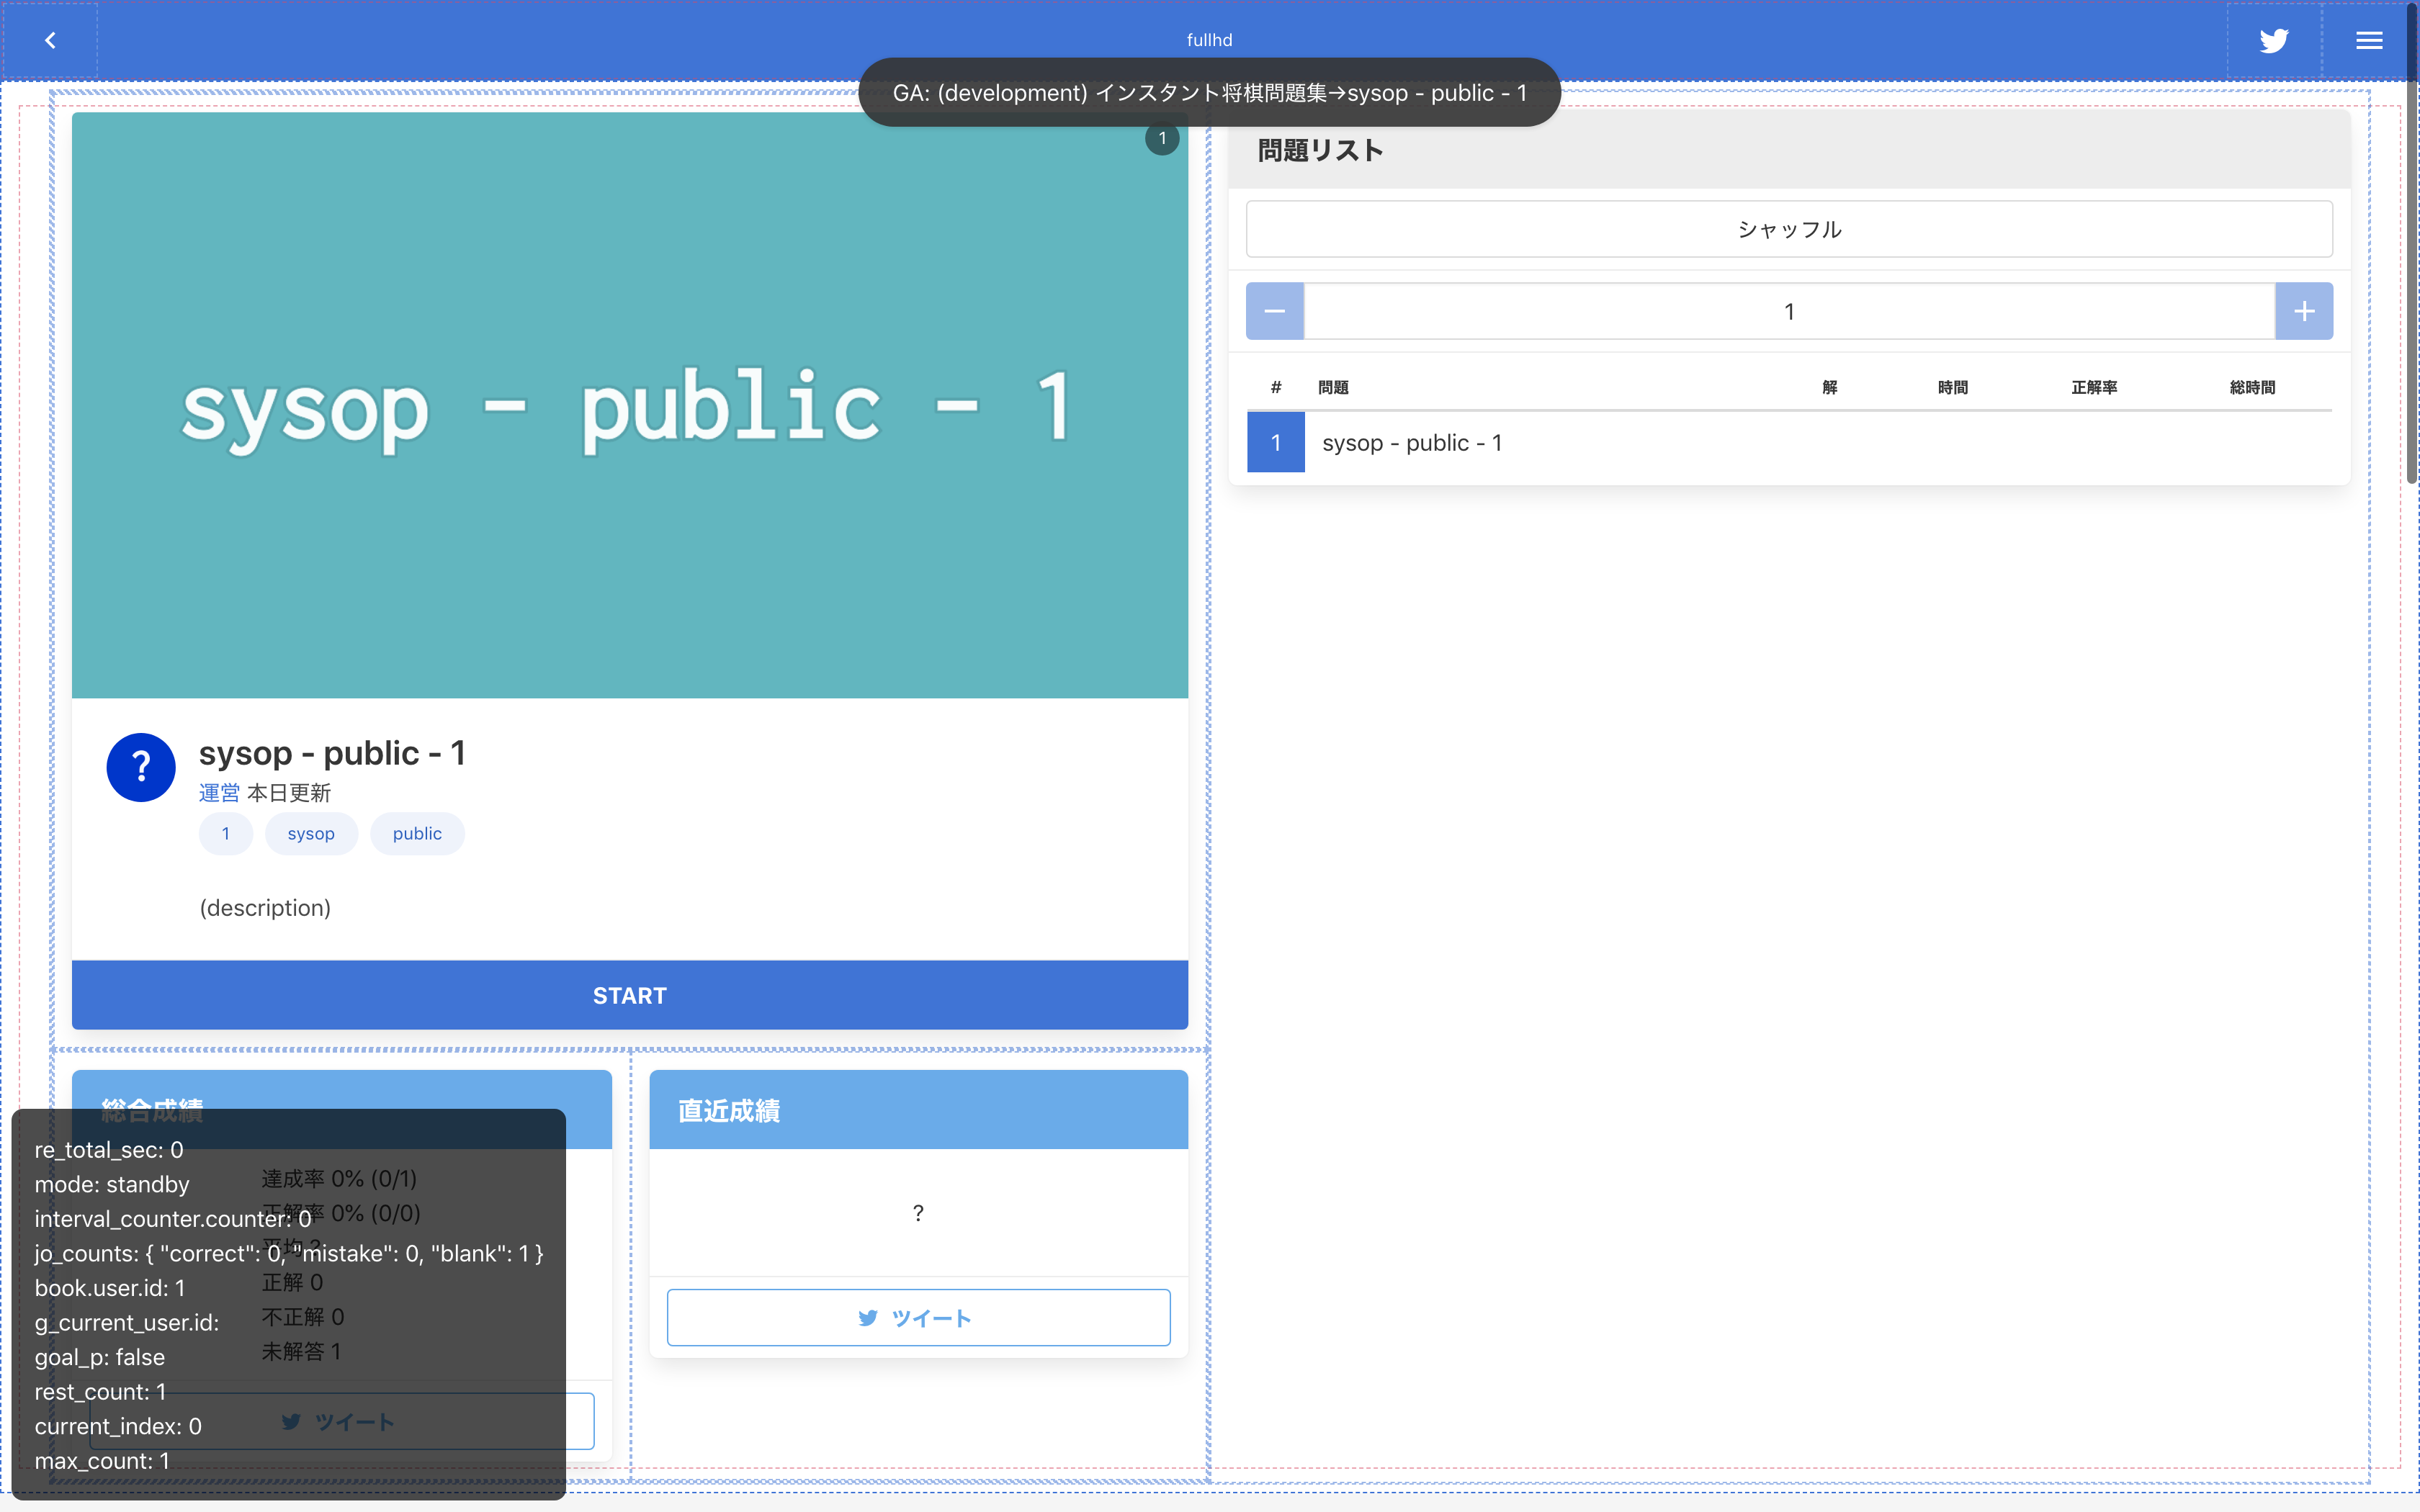 fullhd
GA: (development) インスタント将棋問題集→sysop - public - 1
1
sysop - public - 1
?
sysop - public - 1
運営 本日更新
1 sysop public
(description)
START
総合成績
達成率 0% (0/1)
正解率 0% (0/0)
平均 ?
正解 0
不正解 0
未解答 1
ツイート
直近成績
?
ツイート
re_total_sec: 0
mode: standby
interval_counter.counter: 0
jo_counts: { "correct": 0, "mistake": 0, "blank": 1 }
book.user.id: 1
g_current_user.id:
goal_p: false
rest_count: 1
current_index: 0
max_count: 1
問題リスト
シャッフル
1
# 問題 解 時間 正解率 総時間
1 sysop - public - 1